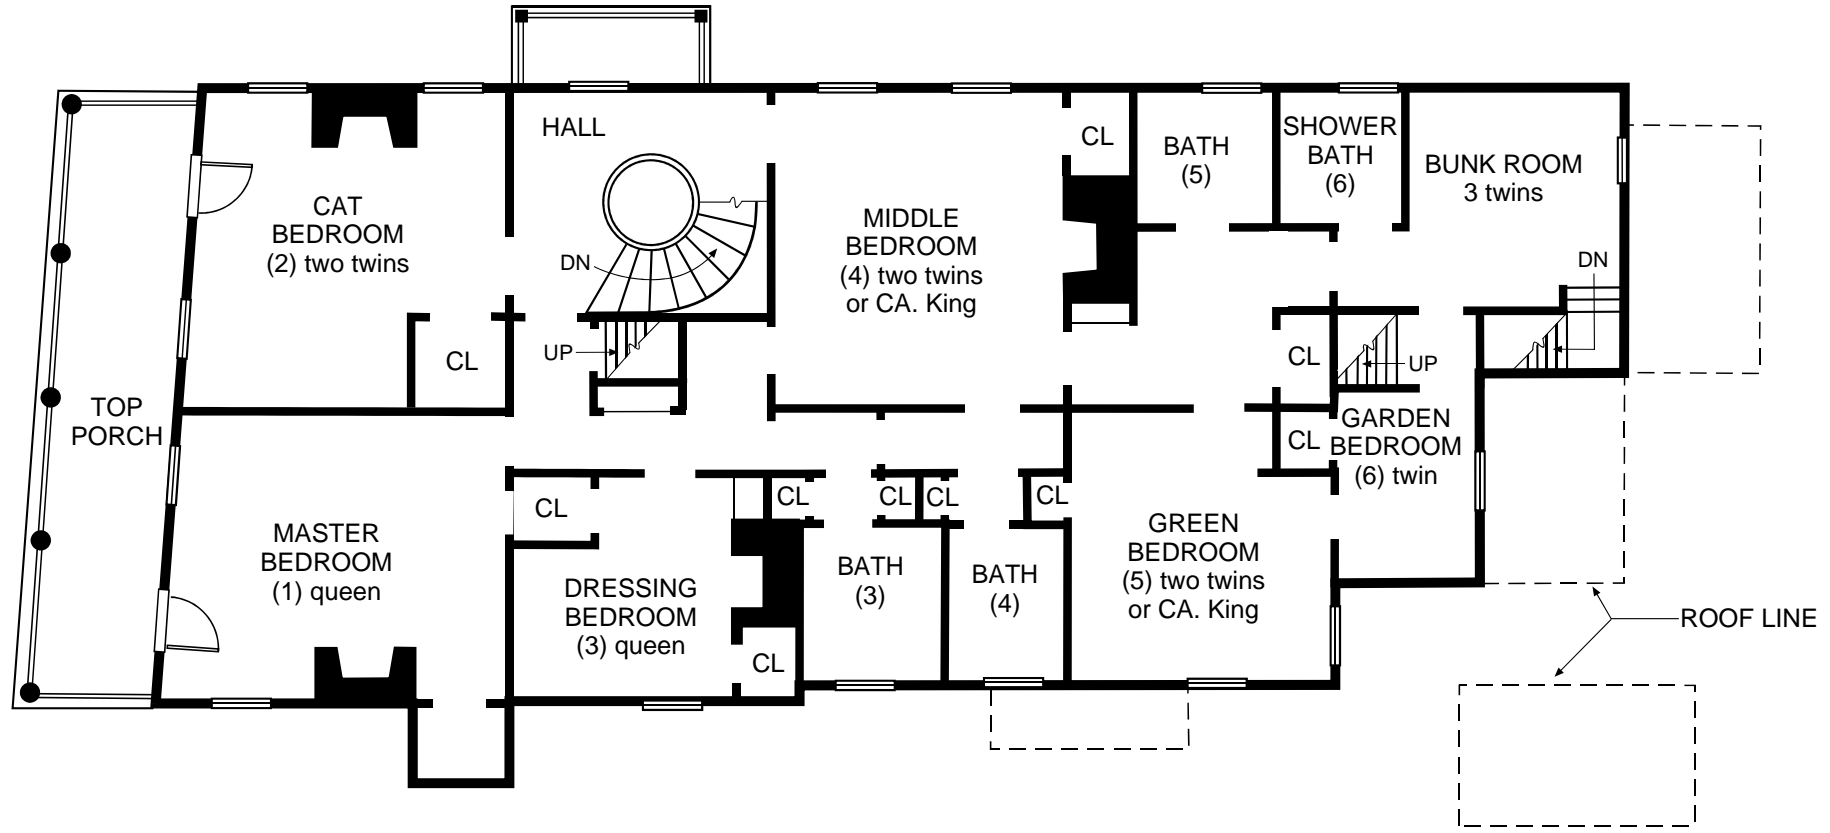 HALL
CL
BATH
(5)
SHOWER
BATH
(6)
BUNK ROOM
3 twins
CAT
BEDROOM
(2) two twins
MIDDLE
BEDROOM
(4) two twins
or CA. King
DN
DN
UP
CL
CL
UP
TOP
PORCH
GARDEN
BEDROOM
(6) twin
CL
MASTER
BEDROOM
(1) queen
CL
CL
CL
CL
CL
GREEN
BEDROOM
(5) two twins
or CA. King
DRESSING
BEDROOM
(3) queen
BATH
(3)
BATH
(4)
CL
ROOF LINE